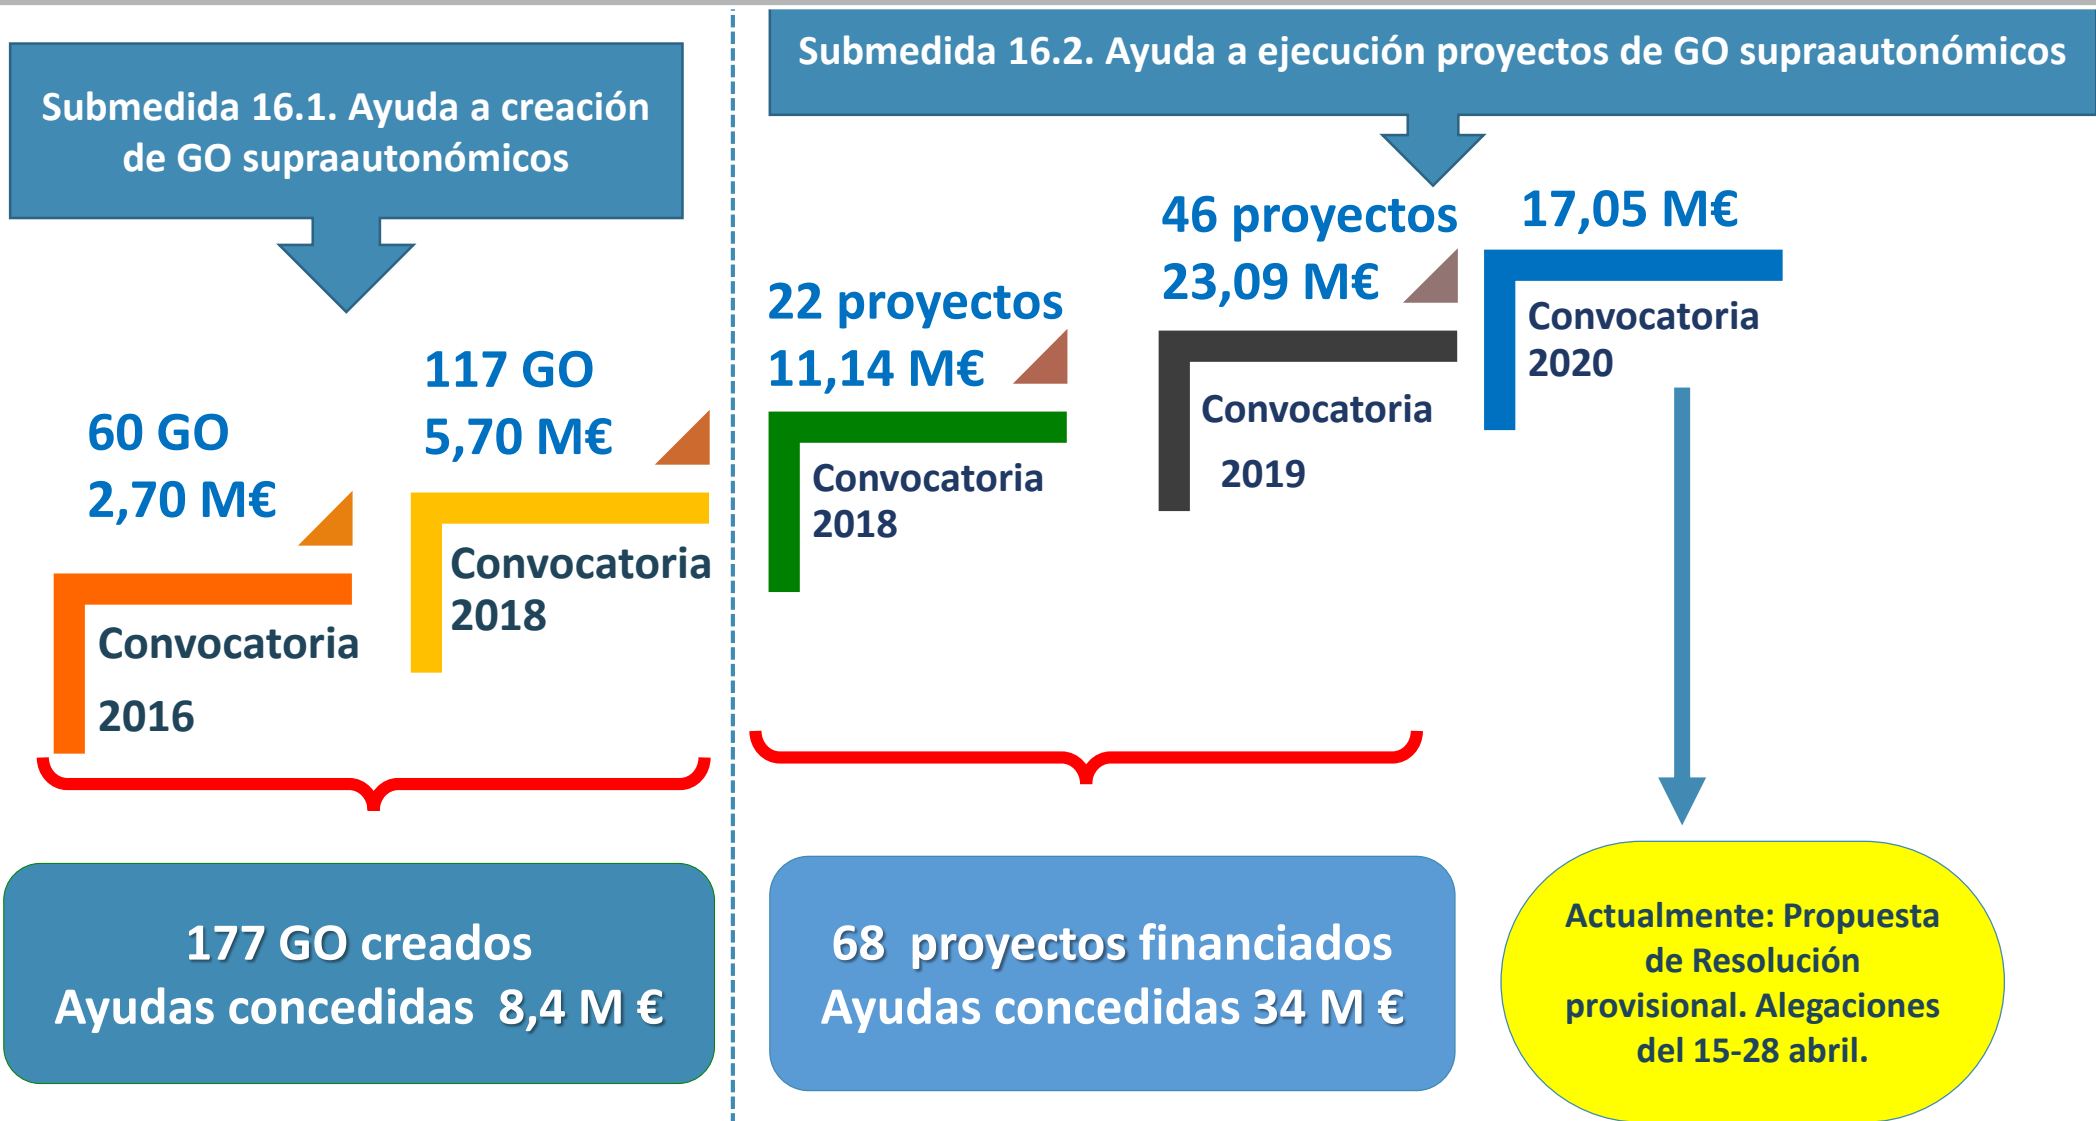 Submedida 16.1. Ayuda a creación
de GO supraautónomicos
60 GO
2,70 M€
Convocatoria
2016
117 GO
5,70 M€
Convocatoria
2018
177 GO creados
Ayudas concedidas 8,4 M €
Submedida 16.2. Ayuda a ejecución proyectos de GO supraautonómicos
22 proyectos
11,14 M€
Convocatoria
2018
46 proyectos
23,09 M€
Convocatoria
2019
17,05 M€
Convocatoria
2020
68 proyectos financiados
Ayudas concedidas 34 M €
Actualmente: Propuesta
de Resolución
provisional. Alegaciones
del 15-28 abril.